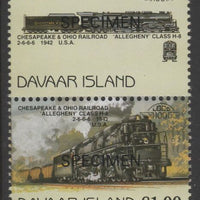 SPECIMEN
CHESAPEAKE & OHIO RAILROAD "ALLEGHENY" CLASS H-8
2-6-6-6 1942 U.S.A.
DAVAAR ISLAND
CHESAPEAKE & OHIO RAILROAD
"ALLEGHENY" CLASS H-8
2-6-6-6 1942
U.S.A.
SPECIMEN
DAVAAR ISLAND £1.00